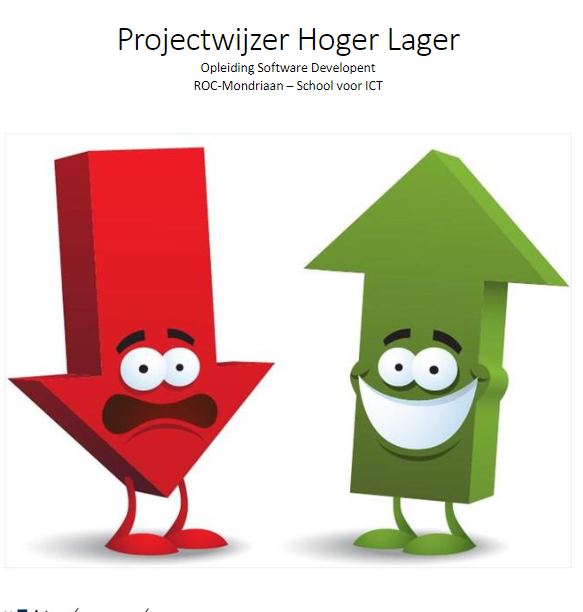 Projectwijzer Hoger Lager
Opleiding Software Developent
ROC-Mondriaan – School voor ICT